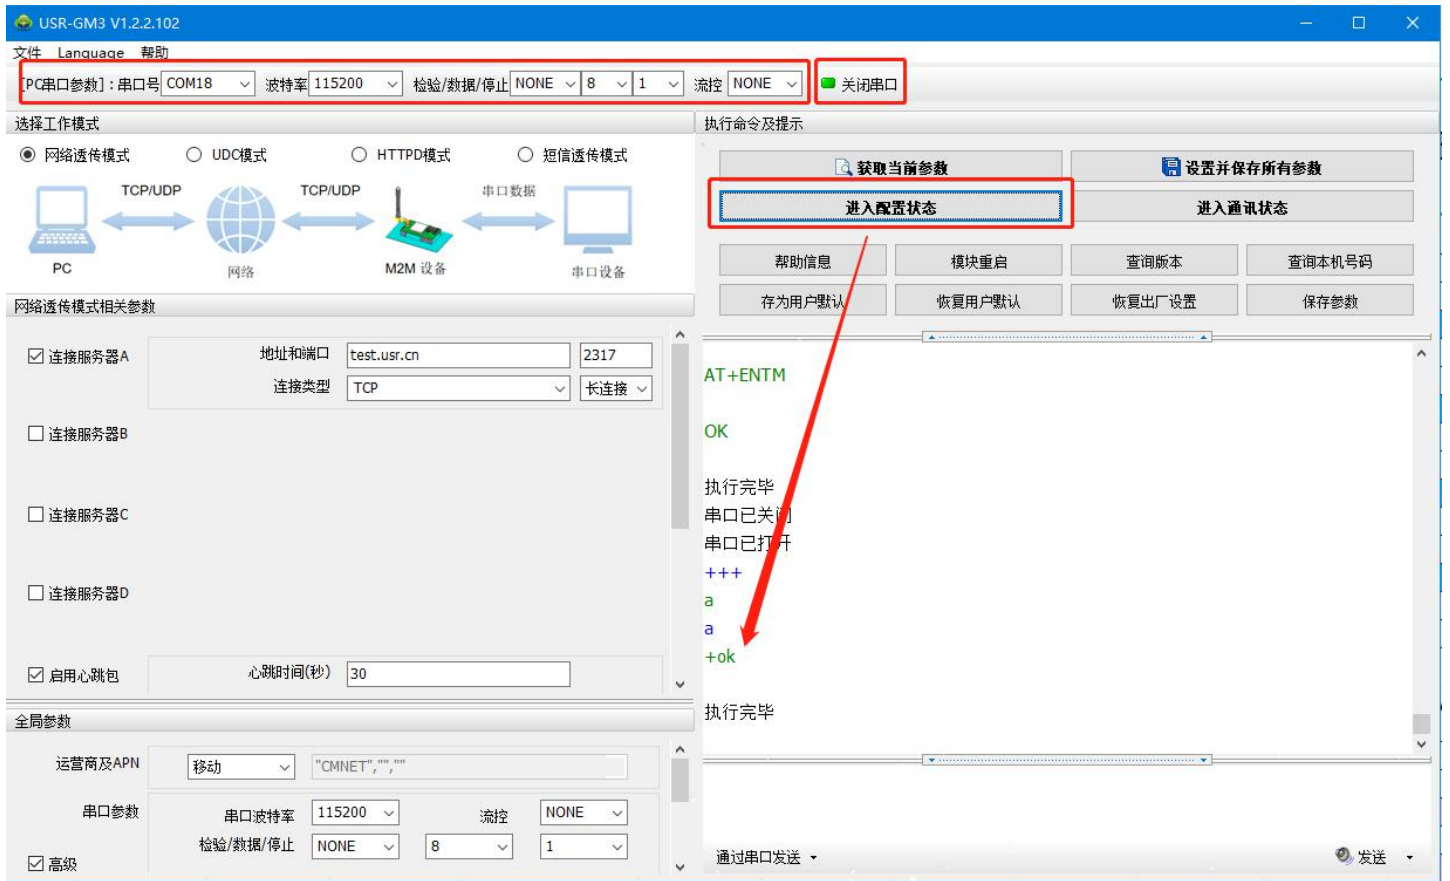 USR-GM3 V1.2.2.102
文件 Language 帮助
[PC串口参数]：串口号 COM18 波特率 115200 检验/数据/停止 NONE 8 1 流控 NONE 关闭串口
选择工作模式
网络透传模式 UDC模式 HTTPD模式 短信透传模式
TCP/UDP TCP/UDP 串口数据
PC 网络 M2M 设备 串口设备
网络透传模式相关参数
连接服务器A 地址和端口 test.usr.cn 2317
连接类型 TCP 长连接
连接服务器B
连接服务器C
连接服务器D
启用心跳包 心跳时间(秒) 30
全局参数
运营商及APN 移动 "CMNET","",""
串口参数 串口波特率 115200 流控 NONE
检验/数据/停止 NONE 8 1
高级
执行命令及提示
获取当前参数 设置并保存所有参数
进入配置状态 进入通讯状态
帮助信息 模块重启 查询版本 查询本机号码
存为用户默认 恢复用户默认 恢复出厂设置 保存参数
AT+ENTM
OK
执行完毕
串口已关闭
串口已打开
+++
a
a
+ok
执行完毕
通过串口发送 发送